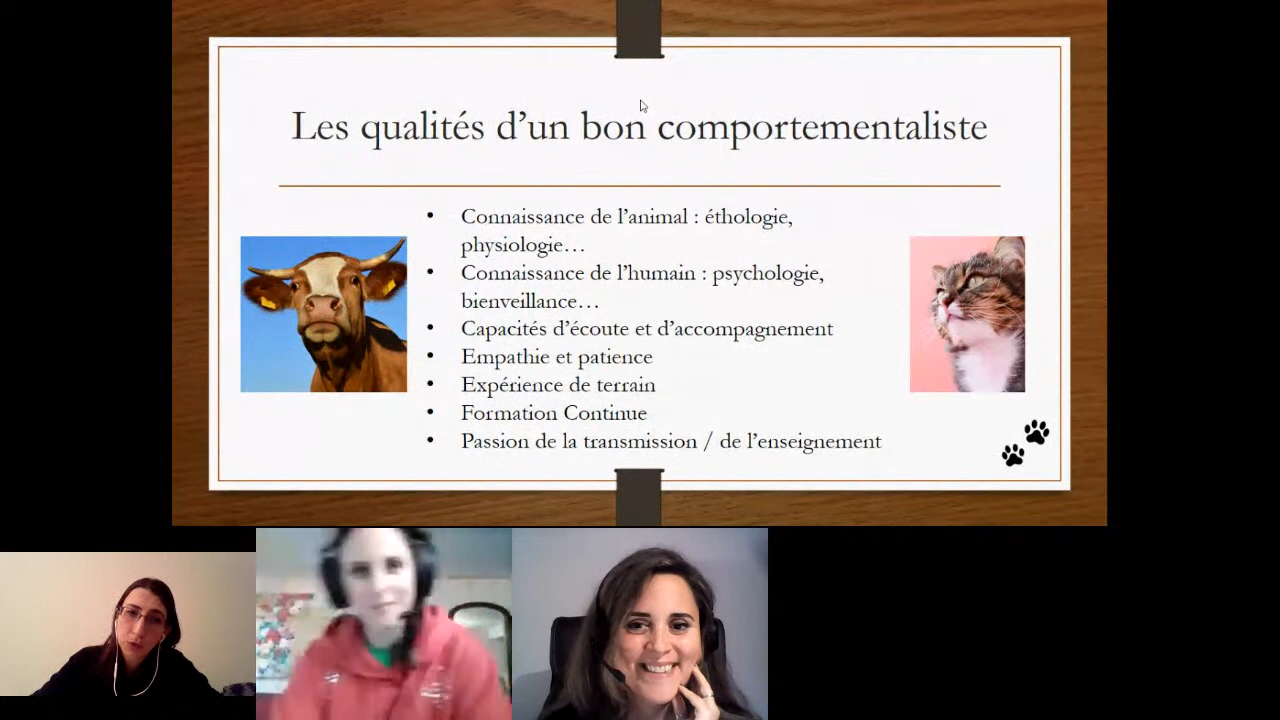 Les qualités d’un bon comportementaliste
• Connaissance de l’animal : éthologie,
physiologie…
• Connaissance de l’humain : psychologie,
bienveillance…
• Capacités d’écoute et d’accompagnement
• Empathie et patience
• Expérience de terrain
• Formation Continue
• Passion de la transmission / de l’enseignement